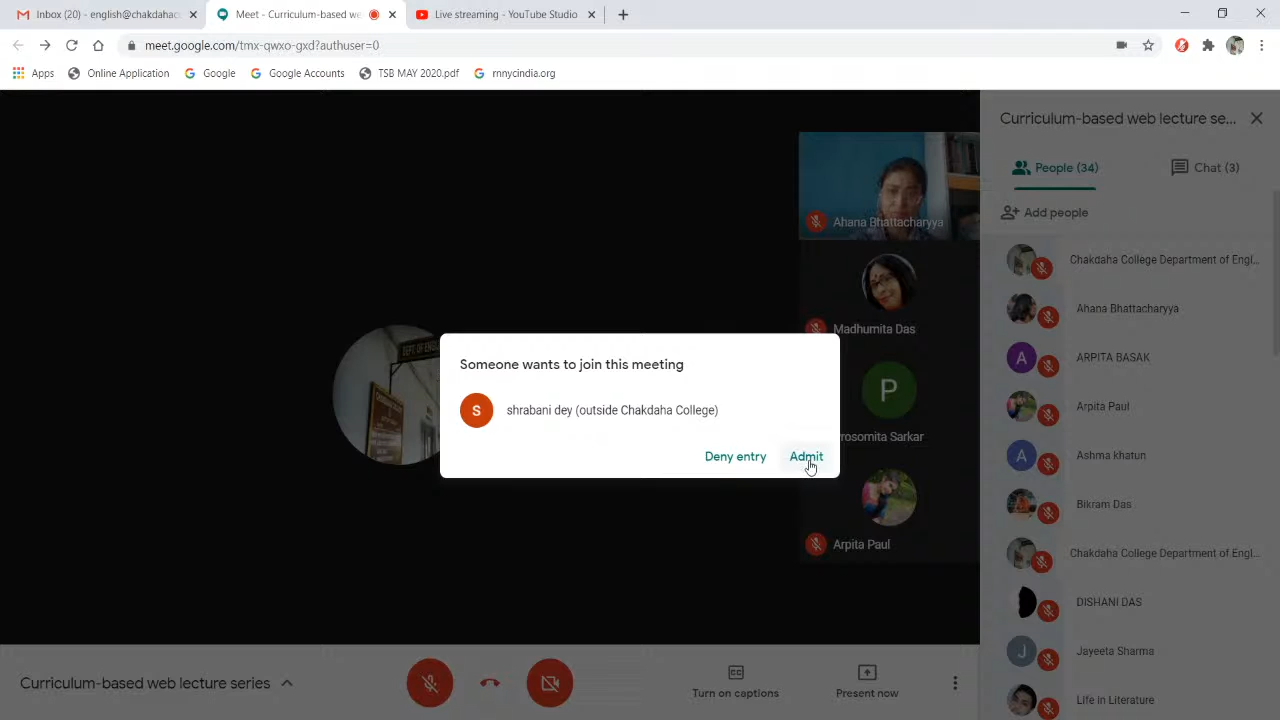 Inbox (20) - english@chakdahac
Meet - Curriculum-based we
Live streaming - YouTube Studio
meet.google.com/tmx-qwxo-gxd?authuser=0
Apps
Online Application
Google
Google Accounts
TSB MAY 2020.pdf
rnnycindia.org
Curriculum-based web lecture se...
People (34)
Chat (3)
Add people
Chakdaha College Department of Engl...
Ahana Bhattacharyya
A
ARPITA BASAK
Arpita Paul
A
Ashma khatun
Bikram Das
Chakdaha College Department of Engl...
DISHANI DAS
J
Jayeeta Sharma
Life in Literature
Ahana Bhattacharyya
Madhumita Das
P
rosomita Sarkar
Arpita Paul
DEPT. OF ENG
Someone wants to join this meeting
S
shrabani dey (outside Chakdaha College)
Deny entry
Admit
Curriculum-based web lecture series
Turn on captions
Present now